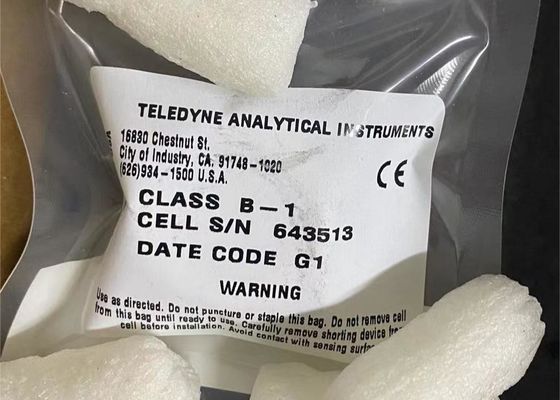 TELEDYNE ANALYTICAL INSTRUMENTS
16830 Chestnut St.
City of Industry, CA. 91748-1020
(626)934-1500 U.S.A.
CE
CLASS B-1
CELL S/N 643513
DATE CODE G1
WARNING
Use as directed. Do not puncture or staple this bag. Do not remove cell
from this bag until ready to use. Carefully remove shorting device from
cell before installation. Avoid contact with sensing